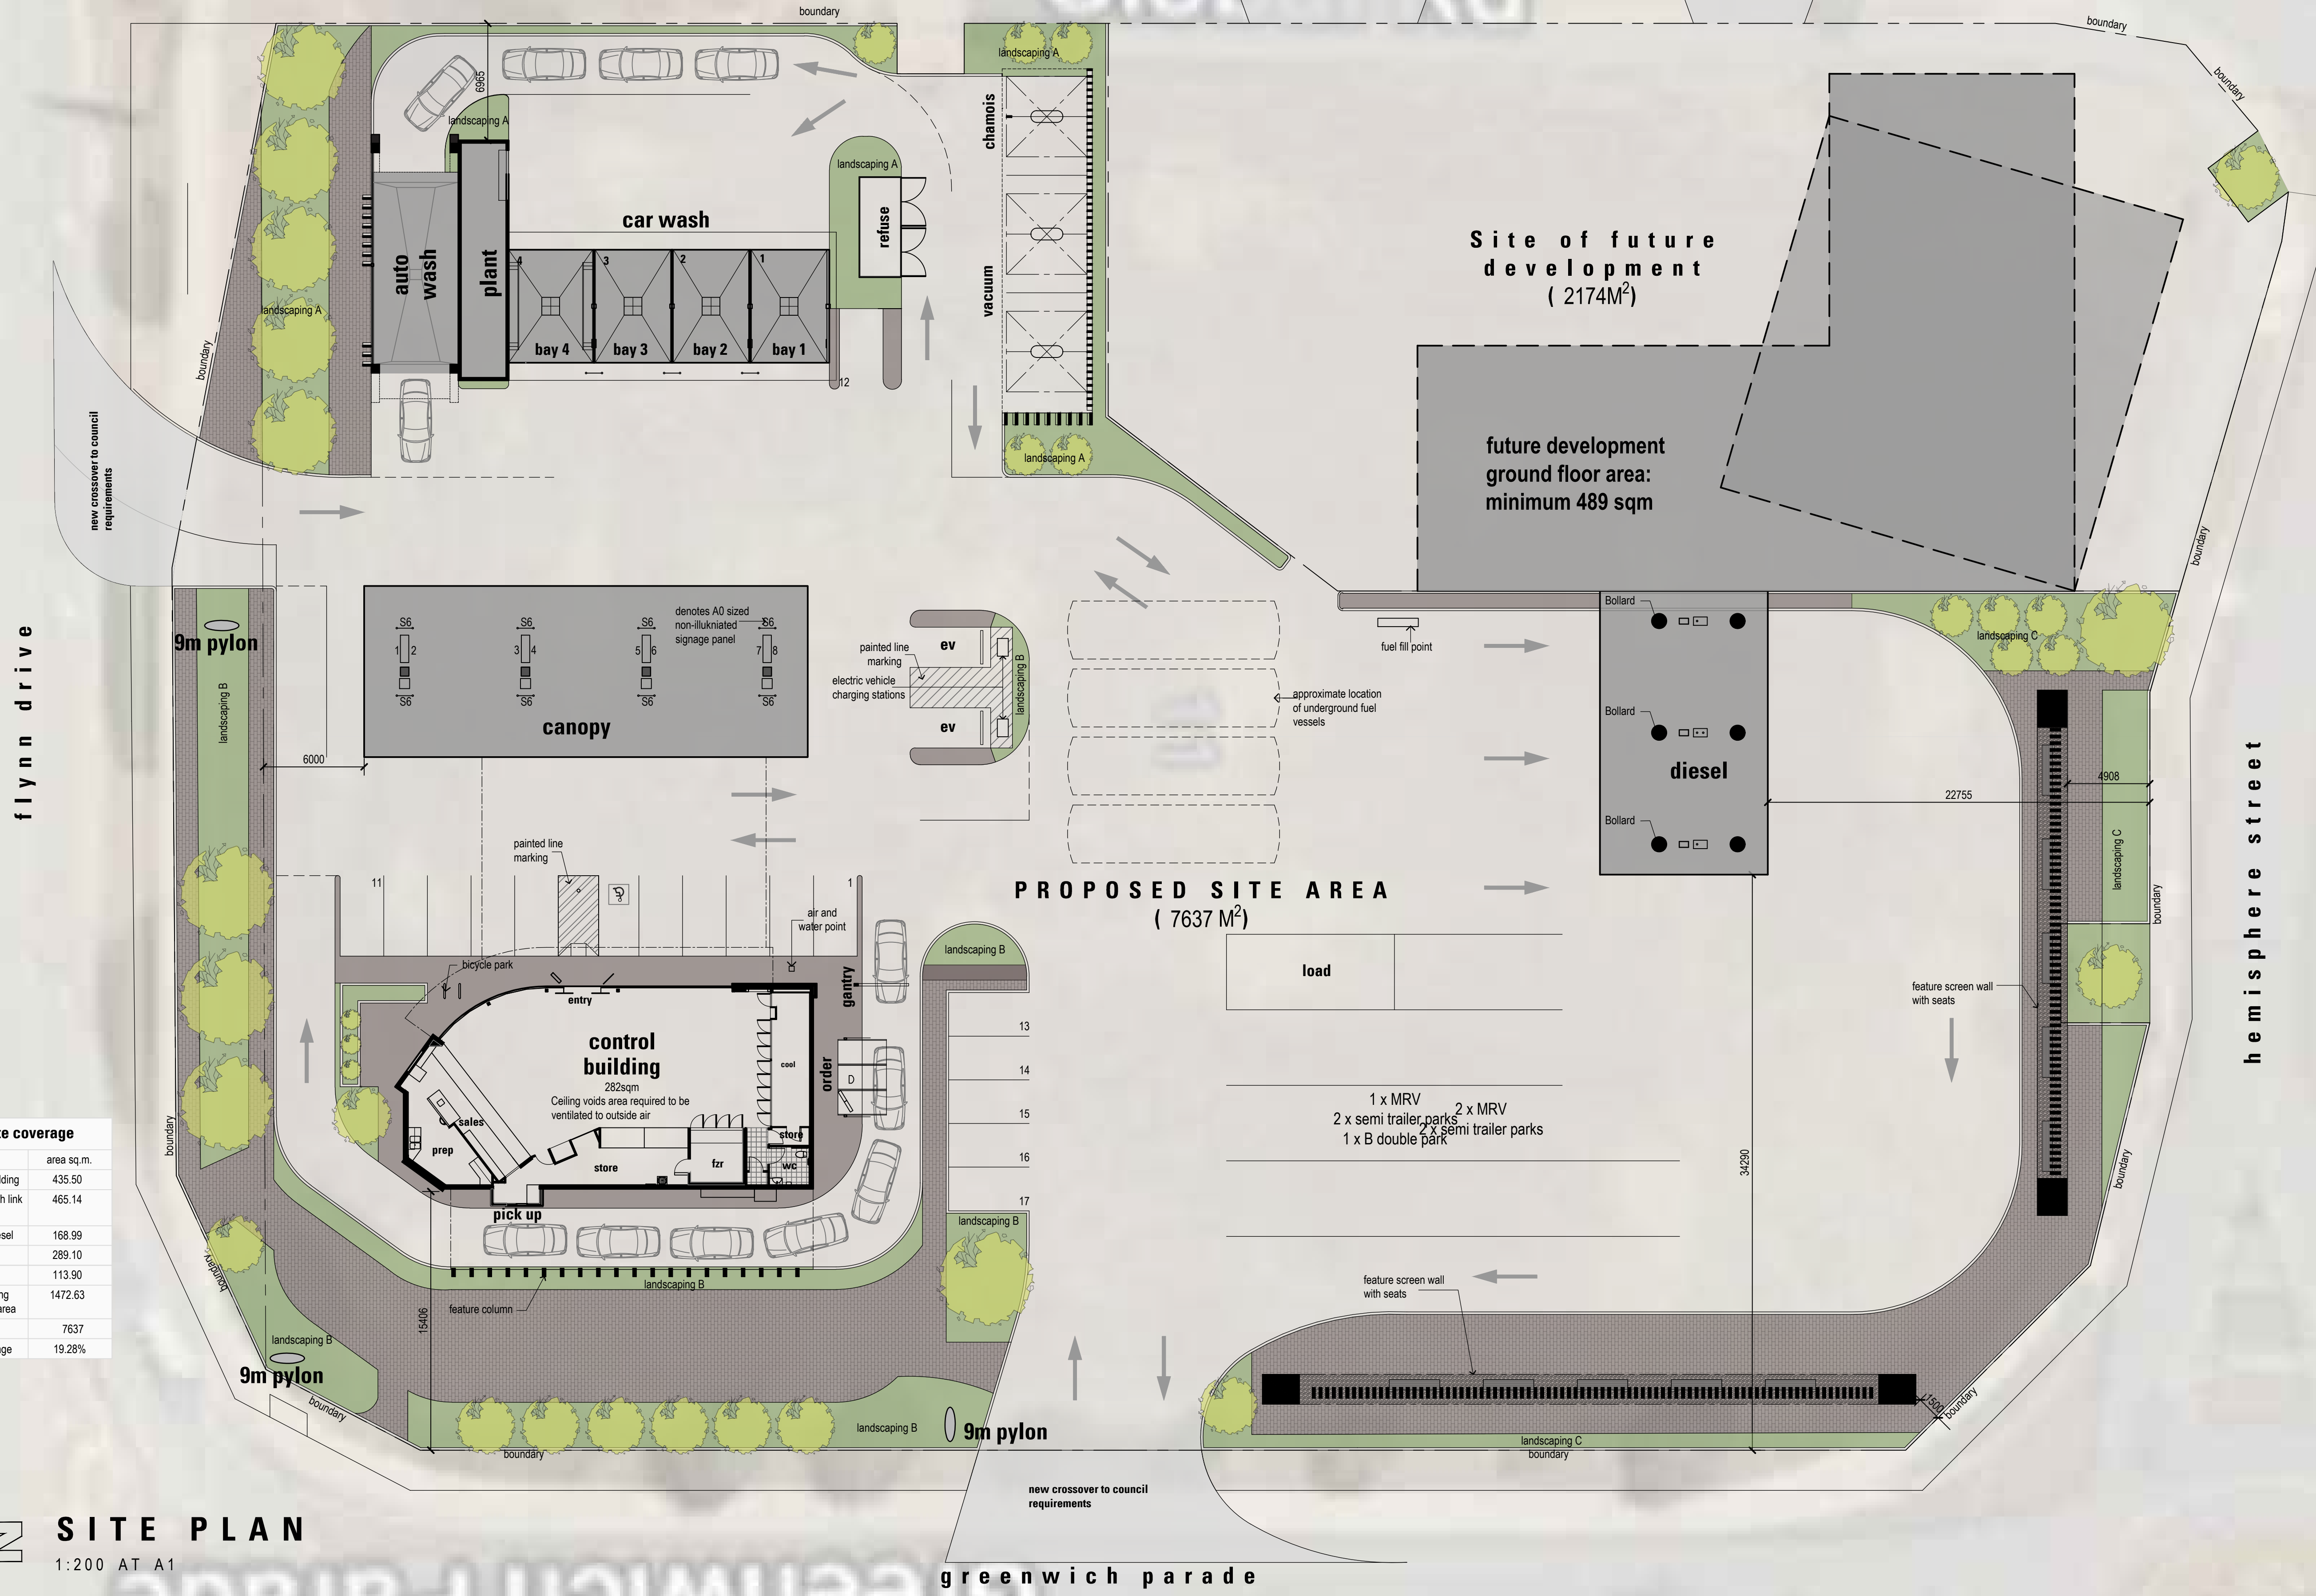 boundary
boundary
boundary
landscaping A
6965
landscaping A
chamois
landscaping A
refuse
car wash
auto
wash
plant
4
3
2
1
bay 4
bay 3
bay 2
bay 1
12
vacuum
landscaping A
landscaping A
boundary
Site of future
development
( 2174M2)
future development
ground floor area:
minimum 489 sqm
boundary
new crossover to council
requirements
flynn drive
9m pylon
landscaping B
6000
S6
S6
S6
S6
1
2
3
4
5
6
7
8
S6
S6
S6
S6
denotes A0 sized
non-illukniated
signage panel
canopy
painted line
marking
electric vehicle
charging stations
ev
ev
landscaping B
approximate location
of underground fuel
vessels
fuel fill point
Bollard
Bollard
Bollard
diesel
landscaping C
4908
22755
landscaping C
hemisphere street
boundary
painted line
marking
11
1
air and
water point
PROPOSED SITE AREA
( 7637 M2)
bicycle park
entry
gantry
landscaping B
load
control
building
282sqm
Ceiling voids area required to be
ventilated to outside air
cool
order
D
13
14
15
16
17
sales
prep
store
fzr
store
wc
pick up
1 x MRV
2 x semi trailer parks
1 x B double park
2 x MRV
2 x semi trailer parks
34290
feature screen wall
with seats
boundary
boundary
boundary
landscaping B
landscaping B
feature column
15406
feature screen wall
with seats
coverage
area sq.m.
435.50
link
465.14
168.99
289.10
113.90
1472.63
area
7637
19.28%
landscaping B
9m pylon
boundary
boundary
landscaping B
9m pylon
landscaping C
boundary
1500
boundary
new crossover to council
requirements
N
SITE PLAN
1:200 AT A1
greenwich parade